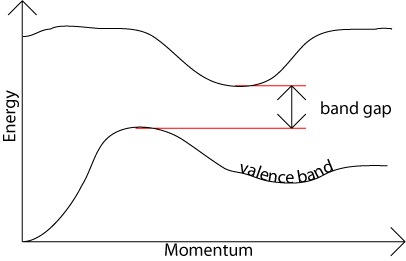 Energy
band gap
valence band
Momentum